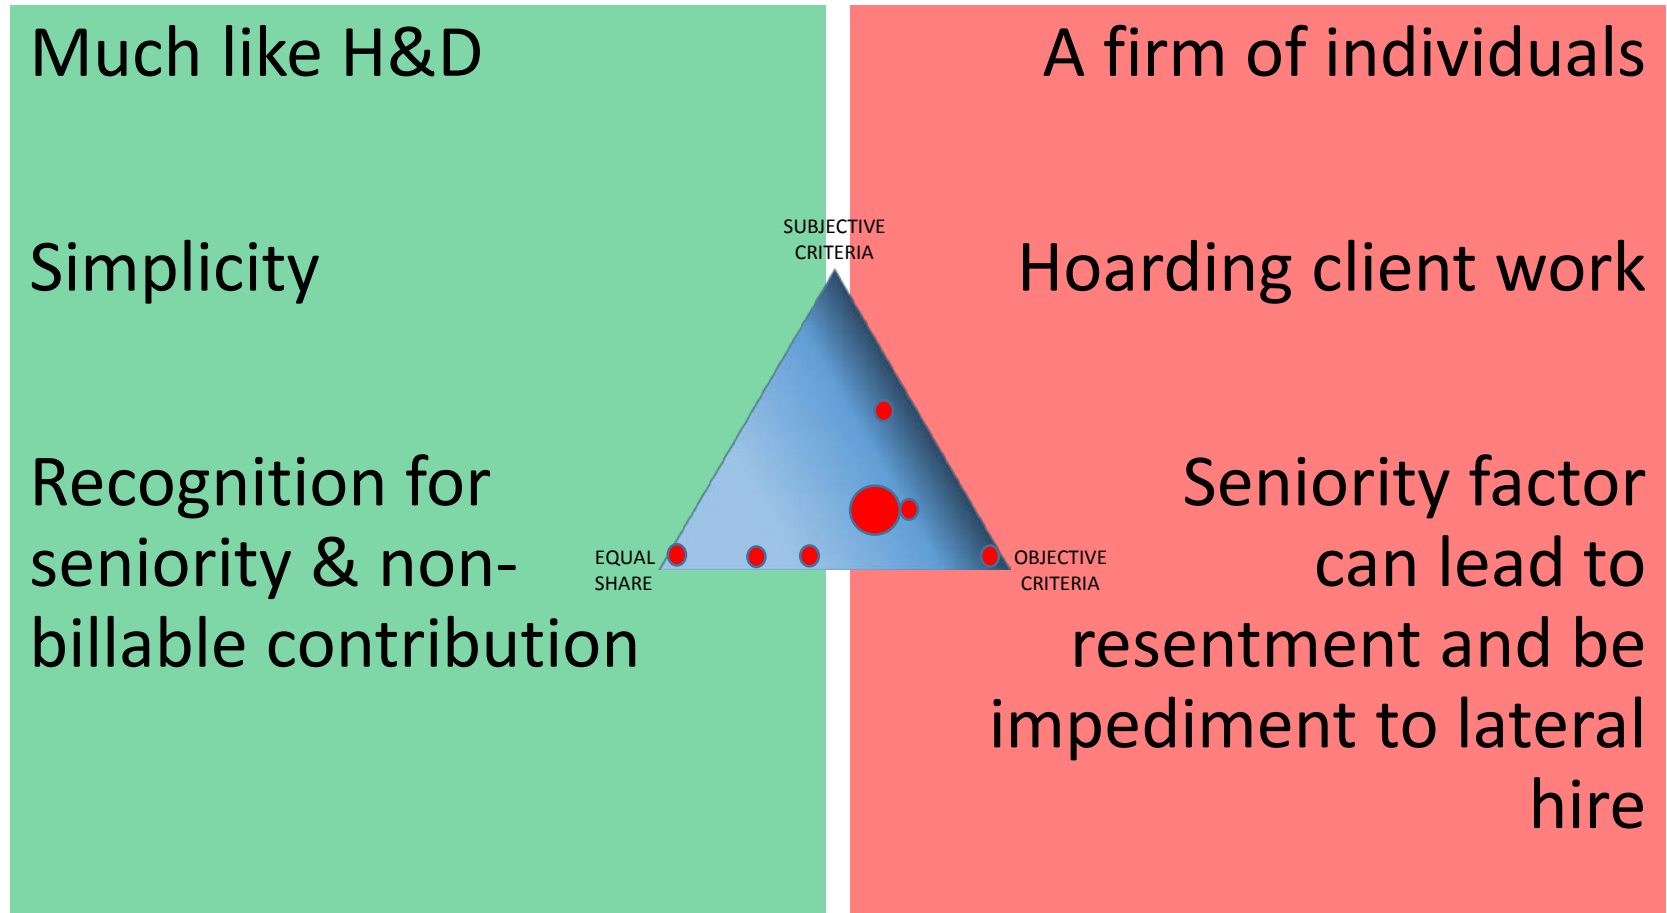 Much like H&D
Simplicity
Recognition for
seniority & non-
billable contribution
SUBJECTIVE
CRITERIA
EQUAL
SHARE
OBJECTIVE
CRITERIA
A firm of individuals
Hoarding client work
Seniority factor
can lead to
resentment and be
impediment to lateral
hire